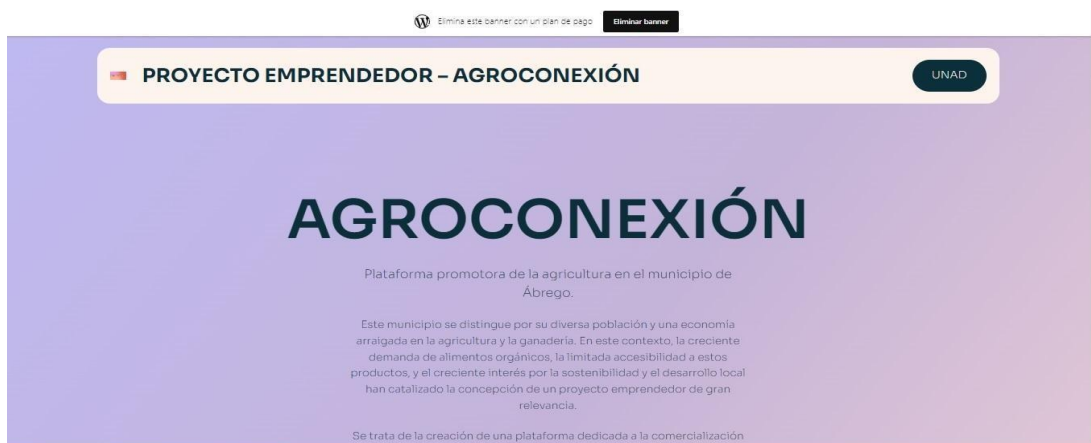 Elimina este banner con un plan de pago
Eliminar banner
PROYECTO EMPRENDEDOR – AGROCONEXIÓN
UNAD
AGROCONEXIÓN
Plataforma promotora de la agricultura en el municipio de
Ábrego.
Este municipio se distingue por su diversa población y una economía
arraigada en la agricultura y la ganadería. En este contexto, la creciente
demanda de alimentos orgánicos, la limitada accesibilidad a estos
productos, y el creciente interés por la sostenibilidad y el desarrollo local
han catalizado la concepción de un proyecto emprendedor de gran
relevancia.
Se trata de la creación de una plataforma dedicada a la comercialización